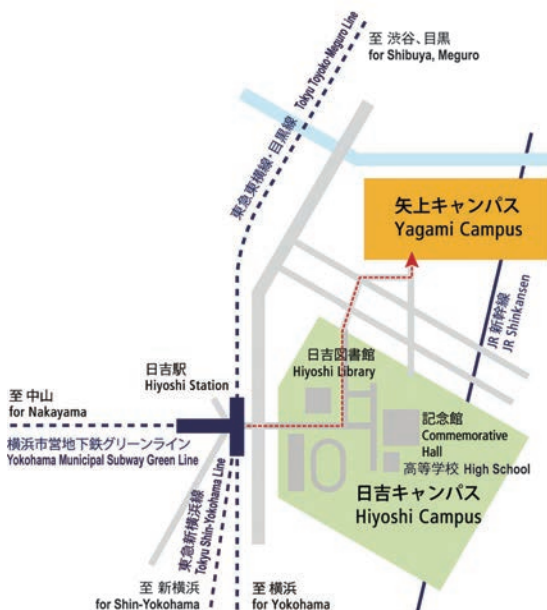 至 渋谷、目黒
for Shibuya, Meguro
東急東横線・目黒線 Tokyu Toyoko-Meguro Line
矢上キャンパス
Yagami Campus
JR 新幹線
JR Shinkansen
日吉駅
Hiyoshi Station
日吉図書館
Hiyoshi Library
至 中山
for Nakayama
横浜市営地下鉄グリーンライン
Yokohama Municipal Subway Green Line
記念館
Commemorative
Hall
高等学校 High School
日吉キャンパス
Hiyoshi Campus
東急新横浜線
Tokyu Shin-Yokohama Line
至 新横浜
for Shin-Yokohama
至 横浜
for Yokohama